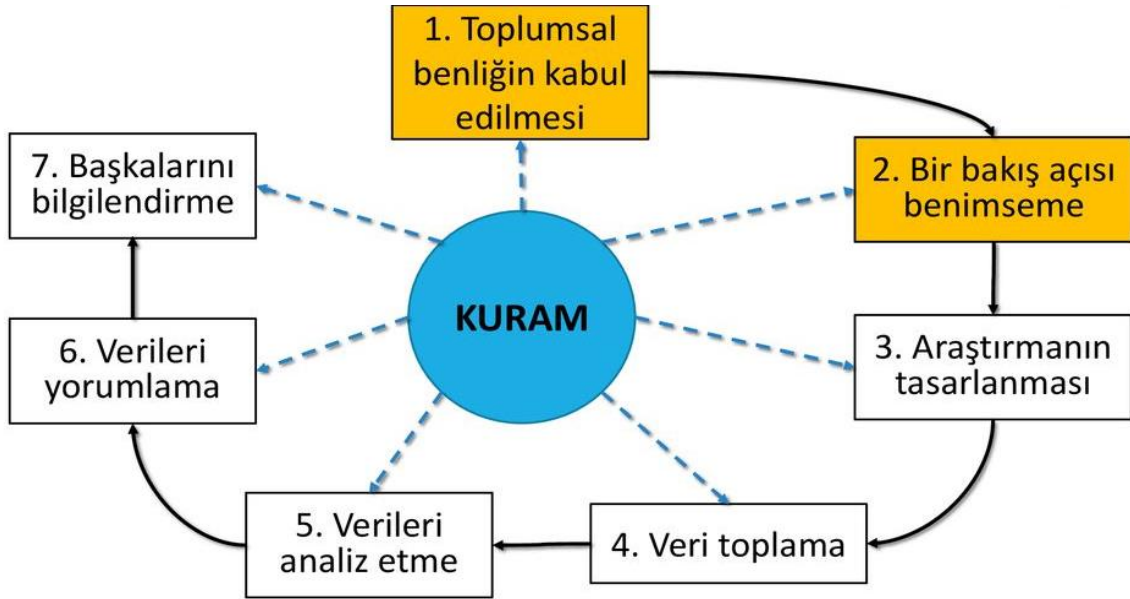 1. Toplumsal
benliğin kabul
edilmesi
2. Bir bakış açısı
benimseme
3. Araştırmanın
tasarlanması
4. Veri toplama
5. Verileri
analiz etme
6. Verileri
yorumlama
7. Başkalarını
bilgilendirme
KURAM